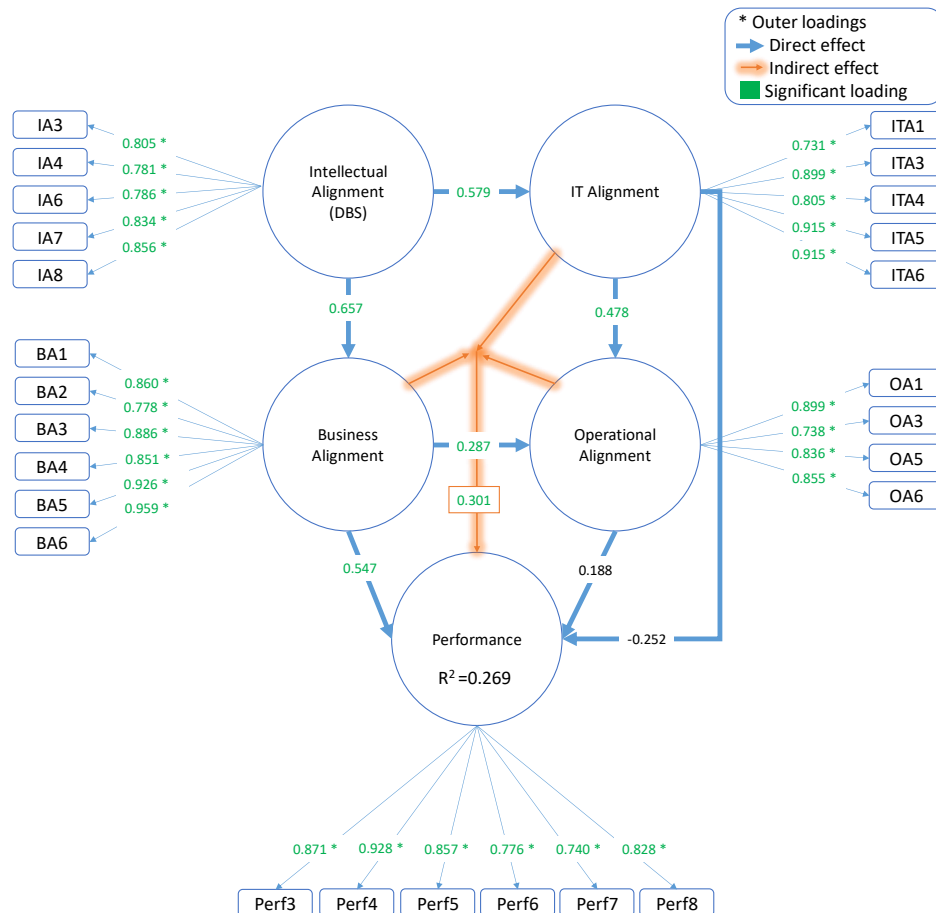 * Outer loadings
Direct effect
Indirect effect
Significant loading
IA3
IA4
IA6
IA7
IA8
0.805 *
0.781 *
0.786 *
0.834 *
0.856 *
Intellectual
Alignment
(DBS)
0.579
IT Alignment
0.731 *
0.899 *
0.805 *
0.915 *
0.915 *
ITA1
ITA3
ITA4
ITA5
ITA6
0.657
0.478
BA1
BA2
BA3
BA4
BA5
BA6
0.860 *
0.778 *
0.886 *
0.851 *
0.926 *
0.959 *
Business
Alignment
0.287
0.301
Operational
Alignment
0.899 *
0.738 *
0.836 *
0.855 *
OA1
OA3
OA5
OA6
0.547
0.188
-0.252
Performance
R² =0.269
0.871 *
0.928 *
0.857 *
0.776 *
0.740 *
0.828 *
Perf3
Perf4
Perf5
Perf6
Perf7
Perf8